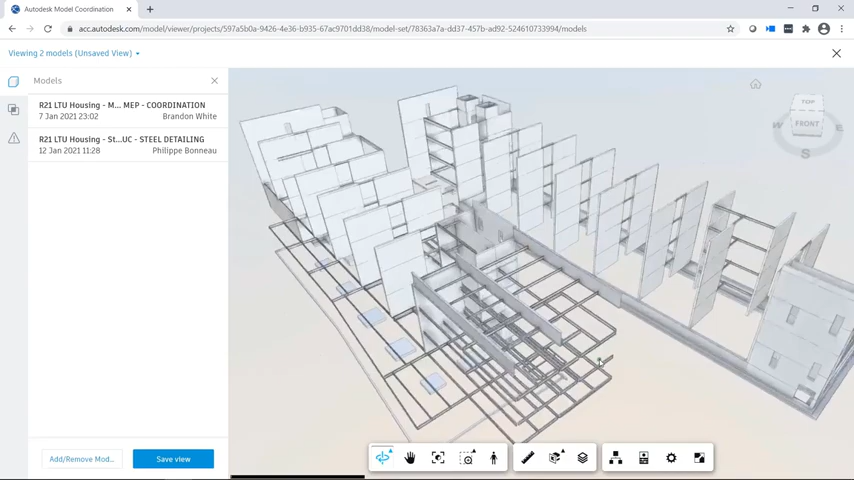 Autodesk Model Coordination
acc.autodesk.com/model/viewer/projects/597a5b0a-9426-4e36-b935-67ac9701dd38/model-set/78363a7a-dd37-457b-ad92-524610733994/models
Viewing 2 models (Unsaved View)
Models
R21 LTU Housing - M... MEP - COORDINATION
7 Jan 2021 23:02 Brandon White
R21 LTU Housing - St...UC - STEEL DETAILING
12 Jan 2021 11:28 Philippe Bonneau
TOP
FRONT
W E
S
Add/Remove Mod... Save view